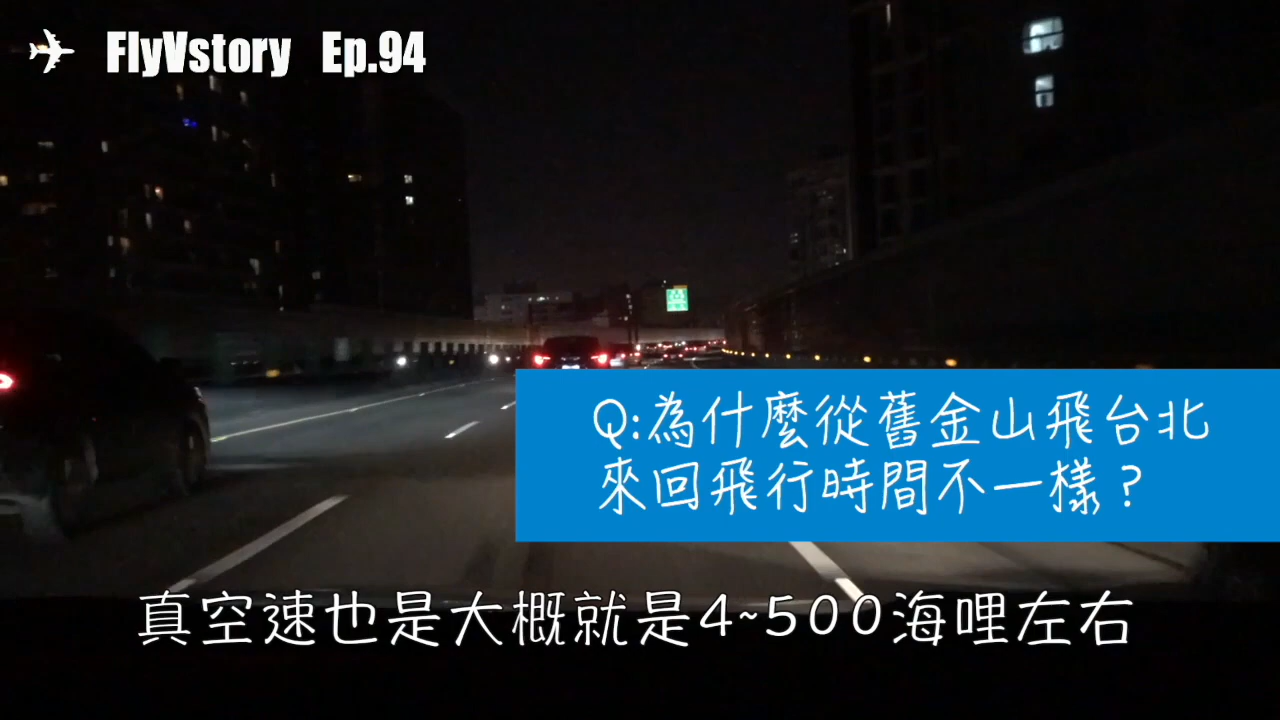 FlyVstory Ep.94
Q:為什麼從舊金山飛台北
來回飛行時間不一樣？
真空速也是大概就是4~500海哩左右